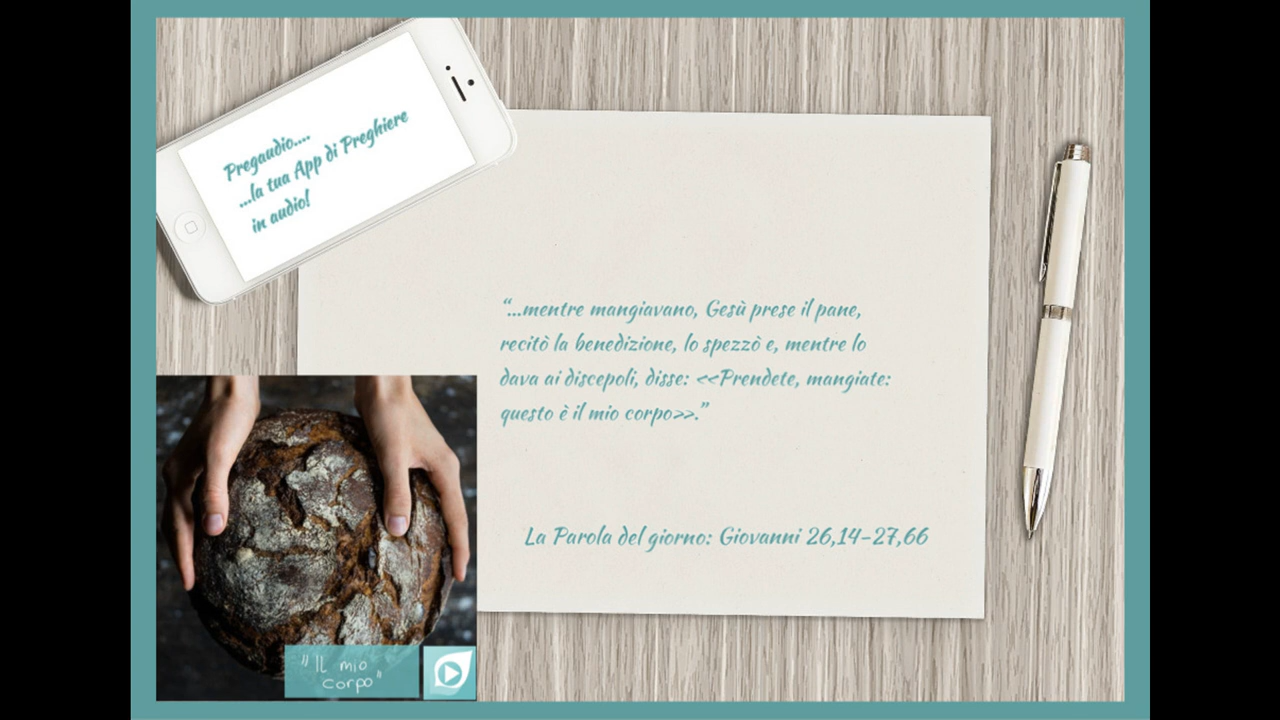 Pregaudio....
...la tua App di Preghiere
in audio!
“...mentre mangiavano, Gesù prese il pane,
recitò la benedizione, lo spezzò e, mentre lo
dava ai discepoli, disse: <<Prendete, mangiate:
questo è il mio corpo>>.”
La Parola del giorno: Giovanni 26,14-27,66
"IL mio
corpo"